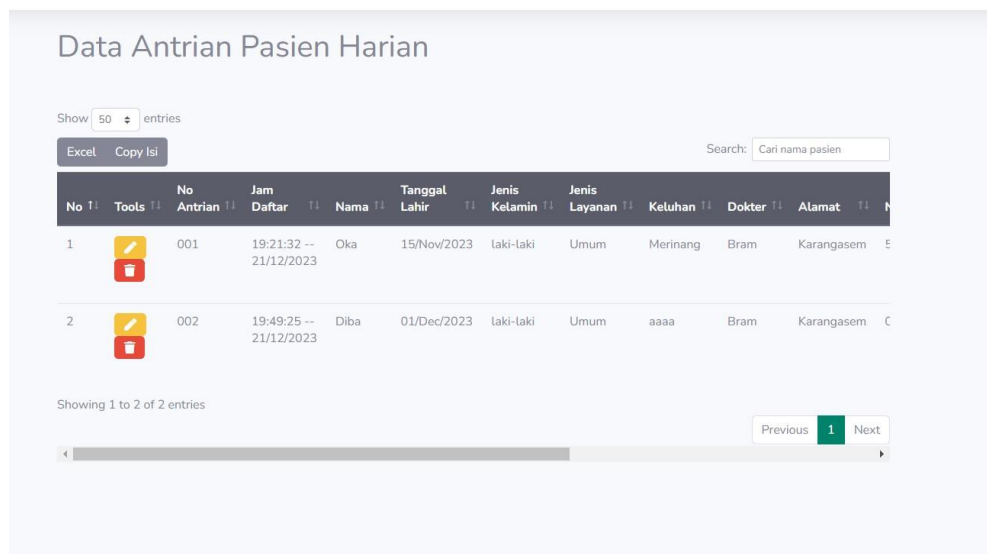 Data Antrian Pasien Harian
Show 50 entries
Excel Copy Isi
Search: Cari nama pasien
No Tools No Antrian Jam Daftar Nama Tanggal Lahir Jenis Kelamin Jenis Layanan Keluhan Dokter Alamat
1 001 19:21:32 -- Oka 15/Nov/2023 laki-laki Umum Merinang Bram Karangasem 5
21/12/2023
2 002 19:49:25 -- Diba 01/Dec/2023 laki-laki Umum aaaa Bram Karangasem
21/12/2023
Showing 1 to 2 of 2 entries
Previous 1 Next